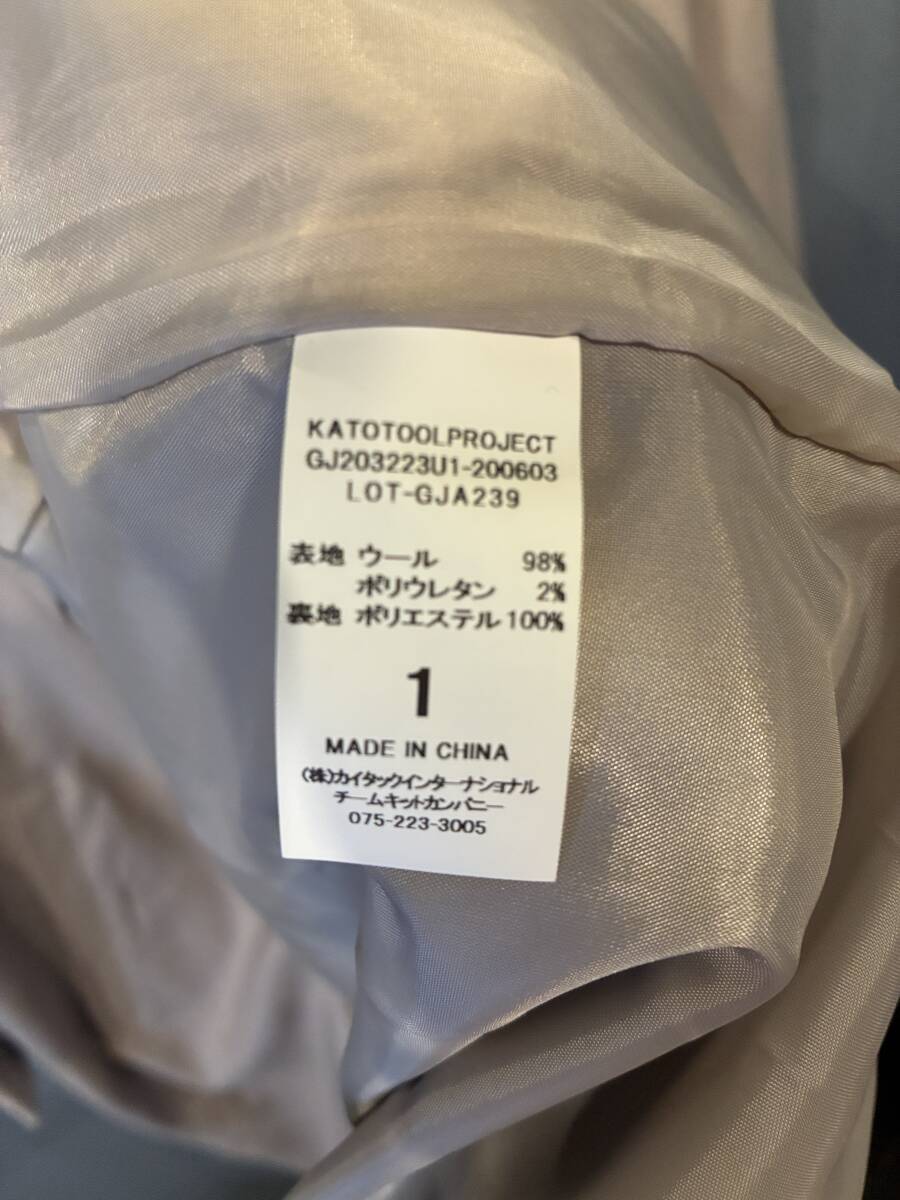 KATOTOOLPROJECT
GJ203223U1-200603
LOT-GJA239
表地 ウール 98%
ポリウレタン 2%
裏地 ポリエステル 100%
1
MADE IN CHINA
(株)カイタックインターナショナル
チームキットカンパニー
075-223-3005